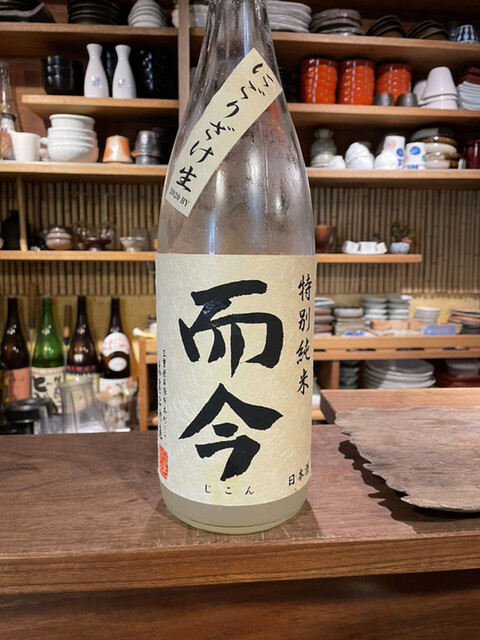 にごりざけ生
2020 BY
特別純米
而今
じこん
日本酒